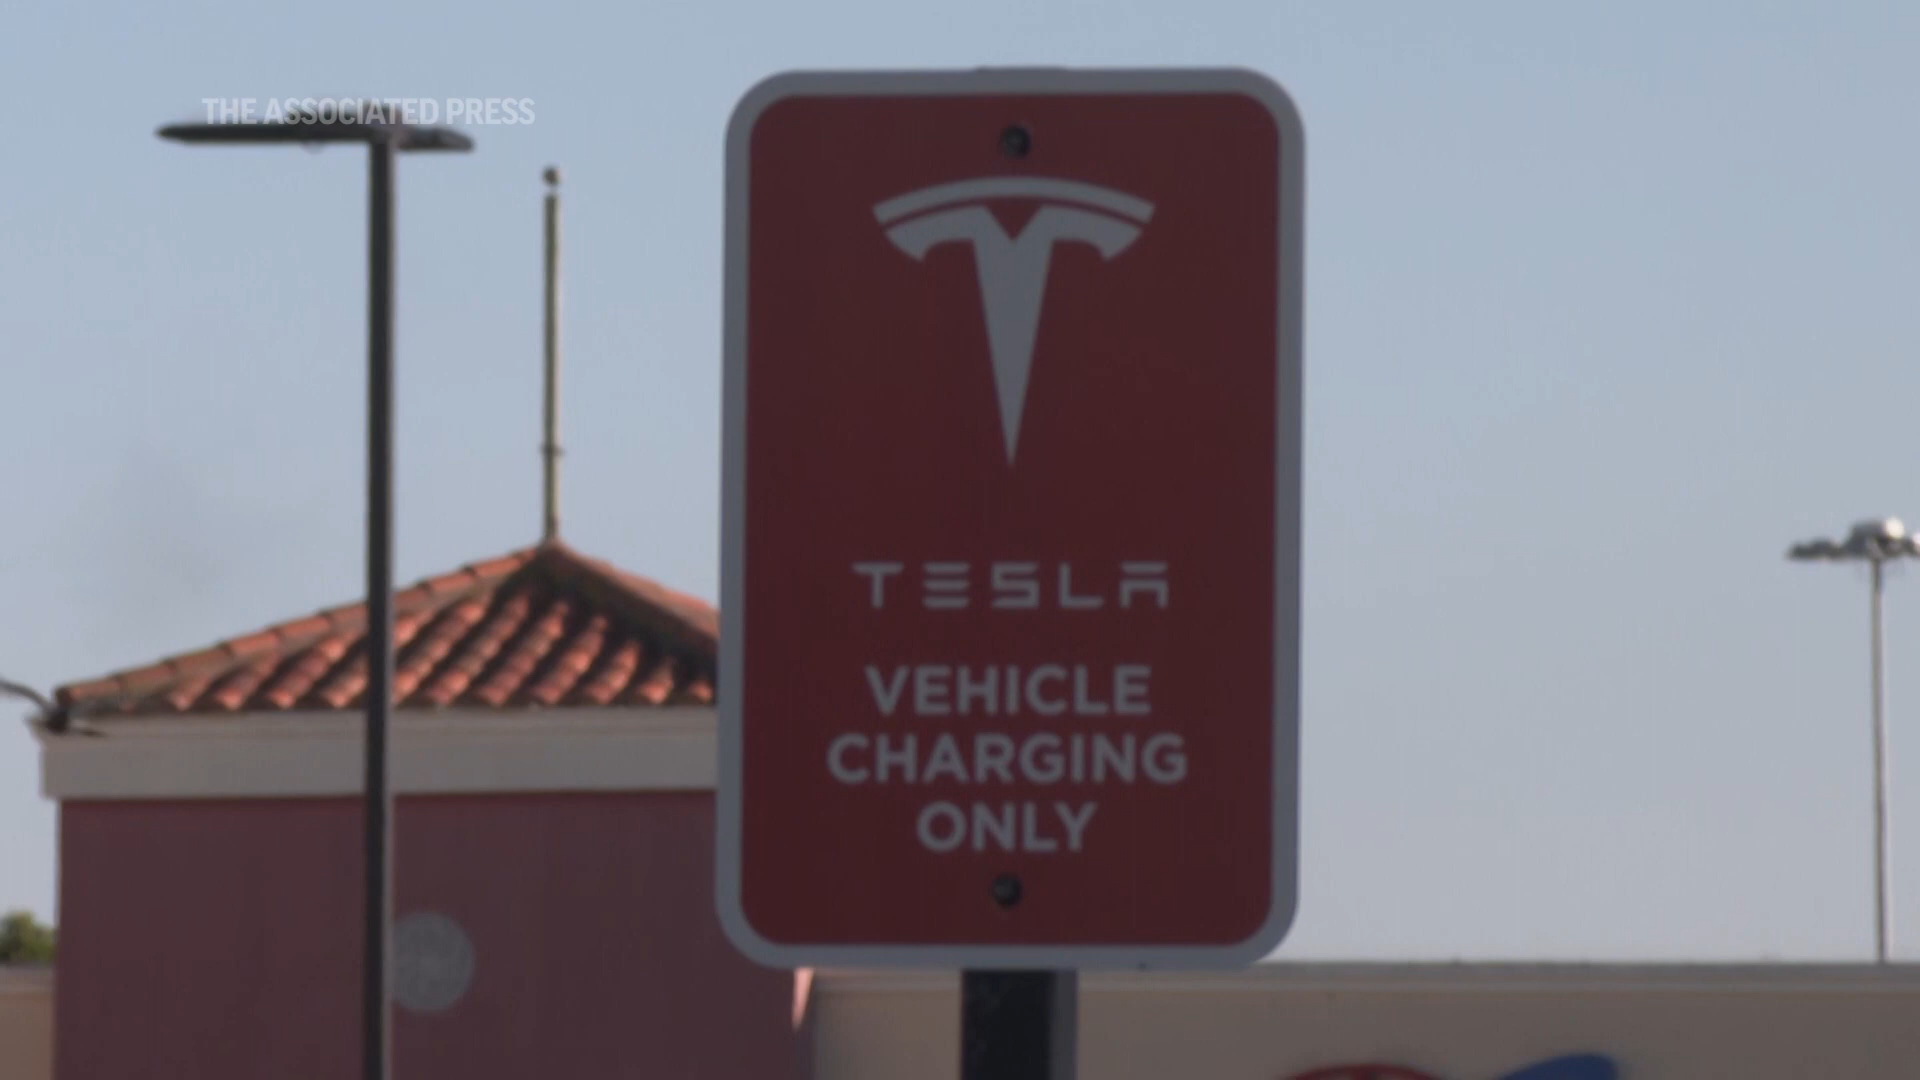 THE ASSOCIATED PRESS
TESLA
VEHICLE
CHARGING
ONLY